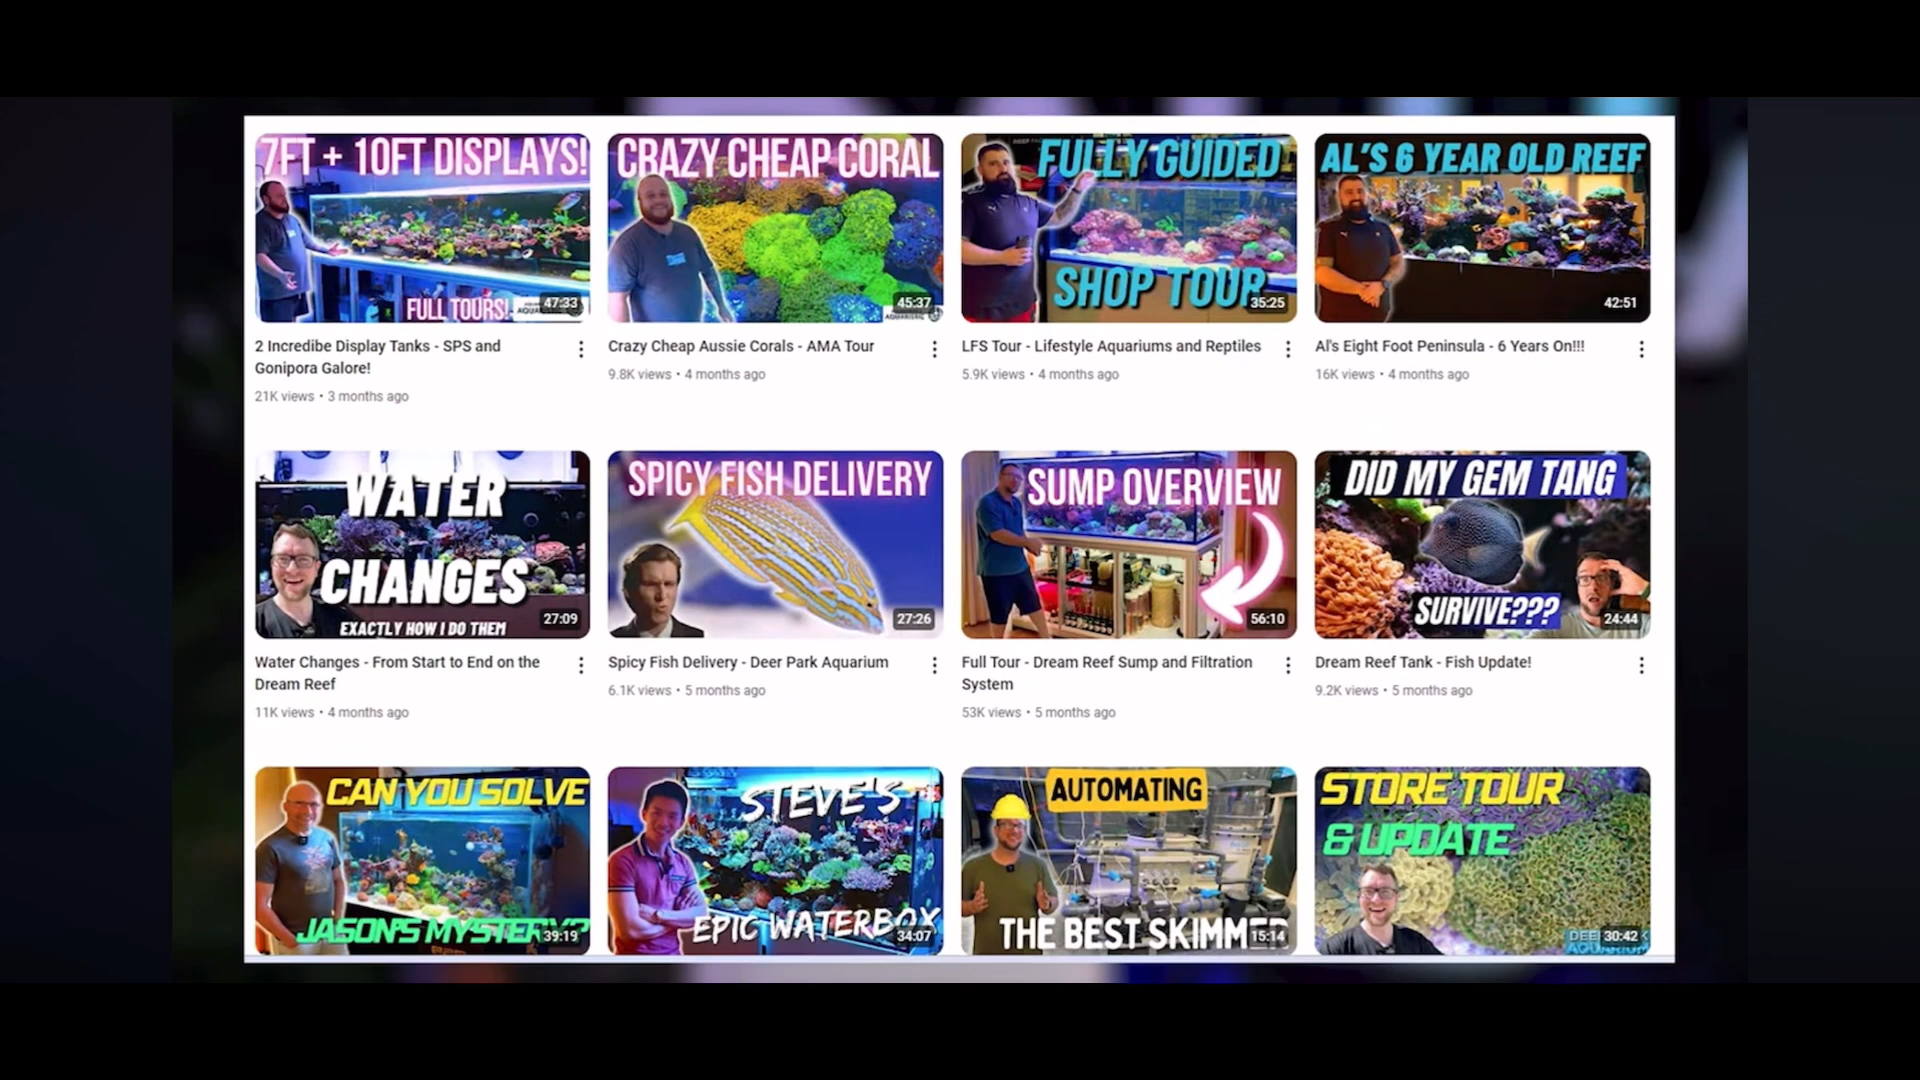 7FT + 10FT DISPLAYS!
FULL TOURS!
47:33
2 Incredibe Display Tanks - SPS and
Gonipora Galore!
21K views • 3 months ago
CRAZY CHEAP CORAL
45:37
Crazy Cheap Aussie Corals - AMA Tour
9.8K views • 4 months ago
FULLY GUIDED
SHOP TOUR
35:25
LFS Tour - Lifestyle Aquariums and Reptiles
5.9K views • 4 months ago
AL'S 6 YEAR OLD REEF
42:51
Al's Eight Foot Peninsula - 6 Years On!!!
16K views • 4 months ago
WATER
CHANGES
EXACTLY HOW I DO THEM
27:09
Water Changes - From Start to End on the
Dream Reef
11K views • 4 months ago
SPICY FISH DELIVERY
27:26
Spicy Fish Delivery - Deer Park Aquarium
6.1K views • 5 months ago
SUMP OVERVIEW
56:10
Full Tour - Dream Reef Sump and Filtration
System
53K views • 5 months ago
DID MY GEM TANG
SURVIVE???
24:44
Dream Reef Tank - Fish Update!
9.2K views • 5 months ago
CAN YOU SOLVE
JASON'S MYSTERY?
39:19
STEVE'S
EPIC WATERBOX
34:07
AUTOMATING
THE BEST SKIMMER
15:14
STORE TOUR
& UPDATE
30:42